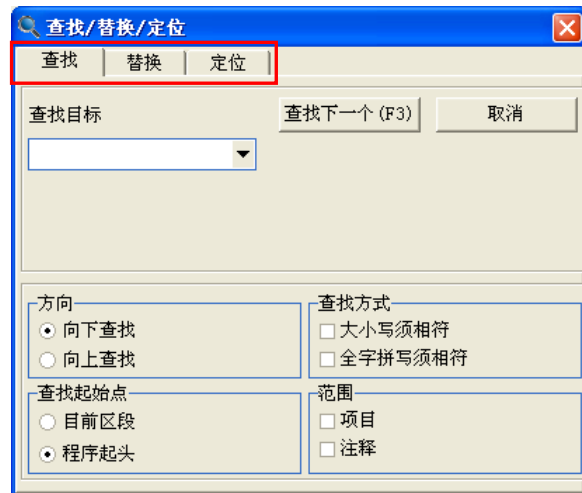 查找/替换/定位
查找 替换 定位
查找目标 查找下一个(F3) 取消
方向 查找方式
向下查找 大小写须相符
向上查找 全字拼写须相符
查找起始点 范围
目前区段 项目
程序起头 注释